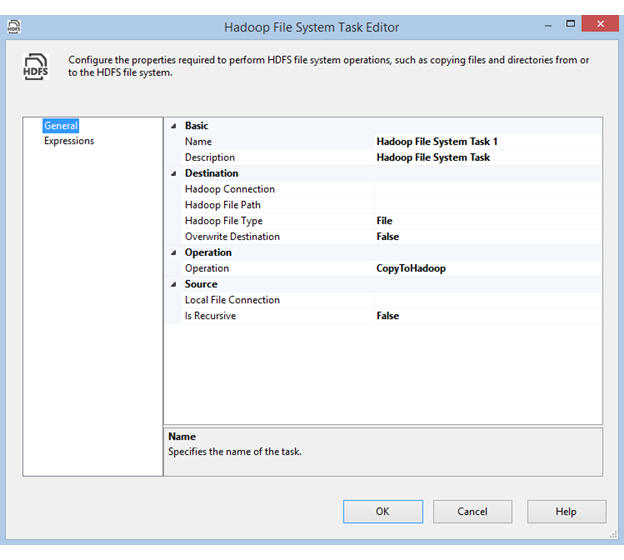 Hadoop File System Task Editor
HDFS
Configure the properties required to perform HDFS file system operations, such as copying files and directories from or
to the HDFS file system.
General
Expressions
Basic
Name Hadoop File System Task 1
Description Hadoop File System Task
Destination
Hadoop Connection
Hadoop File Path
Hadoop File Type File
Overwrite Destination False
Operation
Operation CopyToHadoop
Source
Local File Connection
Is Recursive False
Name
Specifies the name of the task.
OK Cancel Help